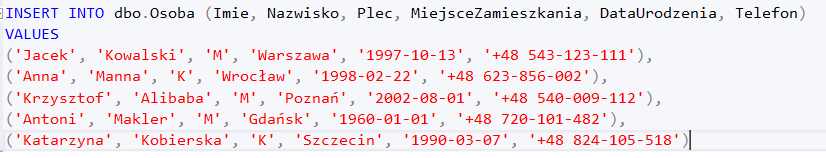 INSERT INTO dbo.Osoba (Imie, Nazwisko, Plec, MiejsceZamieszkania, DataUrodzenia, Telefon)
VALUES
('Jacek', 'Kowalski', 'M', 'Warszawa', '1997-10-13', '+48 543-123-111'),
('Anna', 'Manna', 'K', 'Wrocław', '1998-02-22', '+48 623-856-002'),
('Krzysztof', 'Alibaba', 'M', 'Poznań', '2002-08-01', '+48 540-009-112'),
('Antoni', 'Makler', 'M', 'Gdańsk', '1960-01-01', '+48 720-101-482'),
('Katarzyna', 'Kobierska', 'K', 'Szczecin', '1990-03-07', '+48 824-105-518')